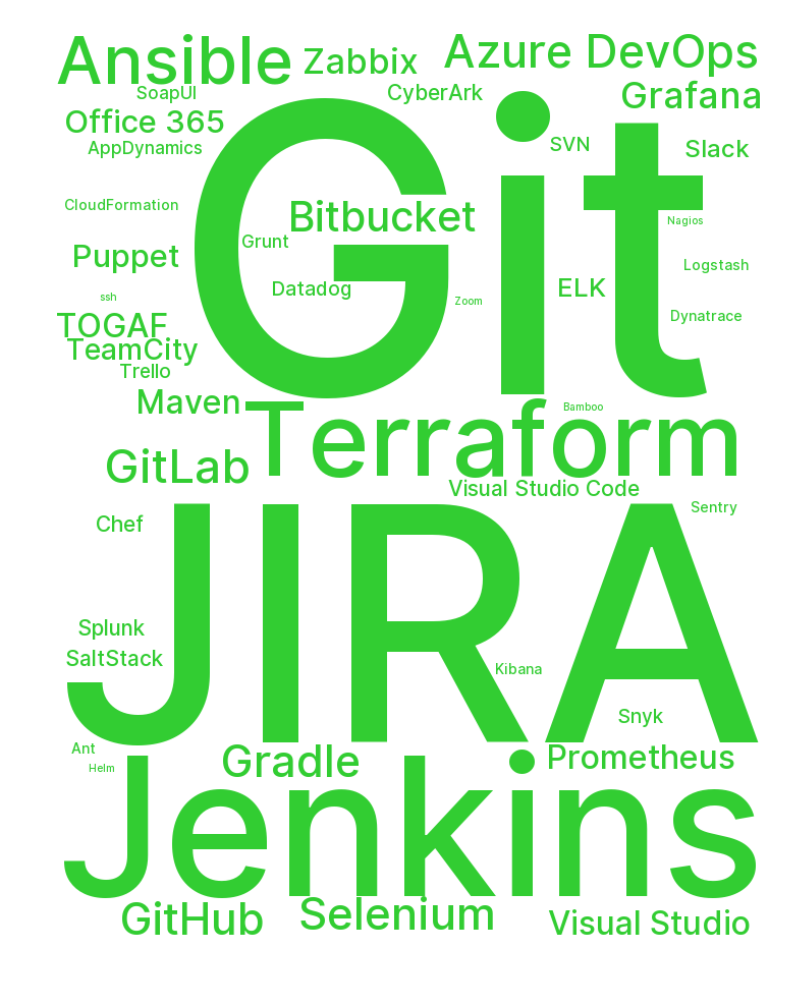 Ansible
Zabbix
Azure DevOps
SoapUI
CyberArk
Grafana
Office 365
AppDynamics
SVN
Slack
Git
CloudFormation
Bitbucket
Nagios
Grunt
Puppet
Logstash
Datadog
ELK
ssh
Zoom
Dynatrace
TOGAF
TeamCity
Trello
Maven
Bamboo
Terraform
GitLab
Visual Studio Code
Sentry
Chef
JIRA
Splunk
SaltStack
Kibana
Snyk
Ant
Gradle
Prometheus
Helm
Jenkins
GitHub
Selenium
Visual Studio